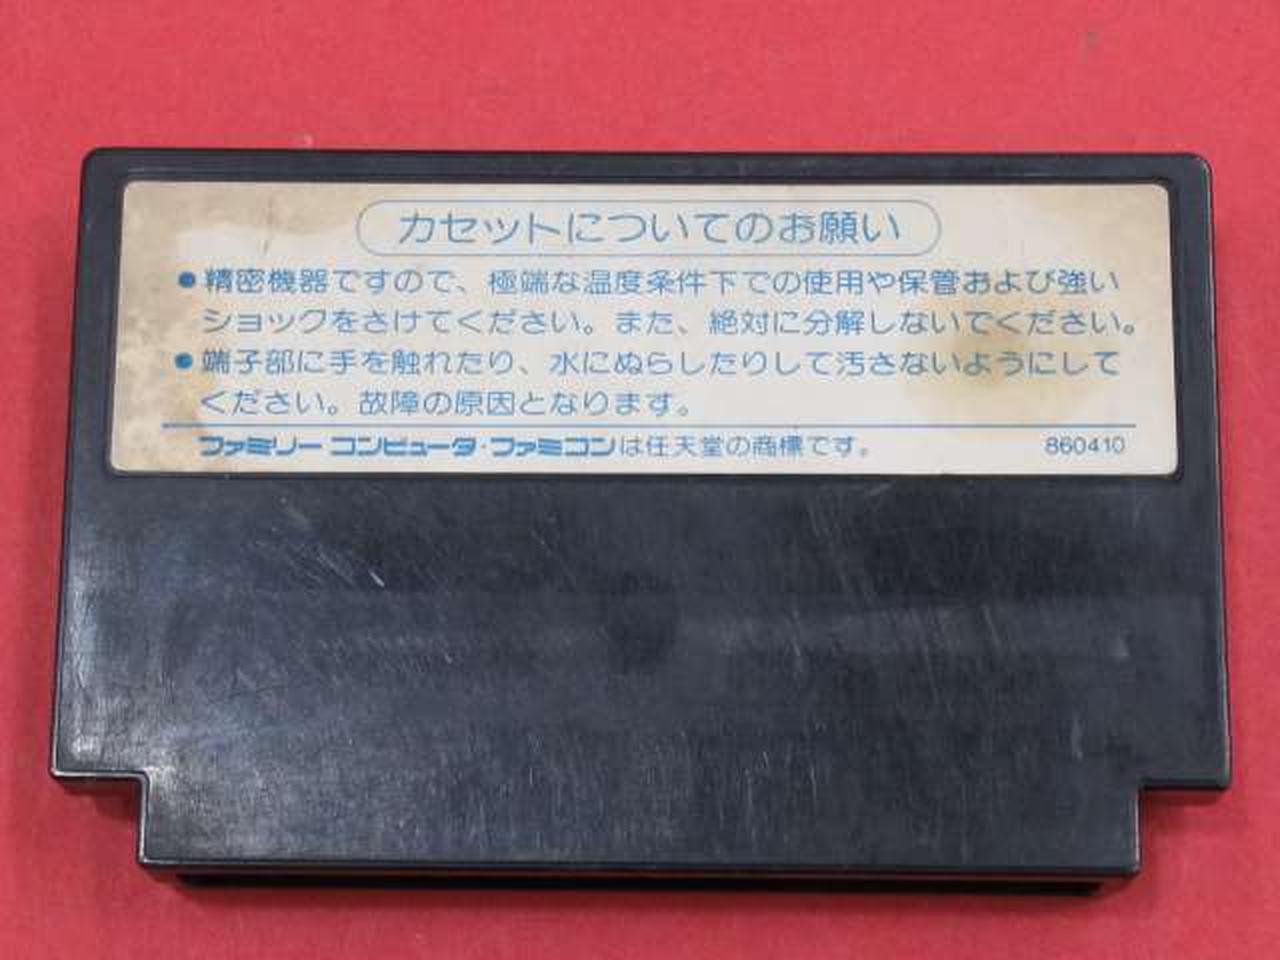 カセットについてのお願い
●精密機器ですので、極端な温度条件下での使用や保管および強い
ショックをさけてください。また、絶対に分解しないでください。
●端子部に手を触れたり、水にぬらしたりして汚さないようにして
ください。故障の原因となります。
ファミリー コンピュータ・ファミコンは任天堂の商標です。 860410